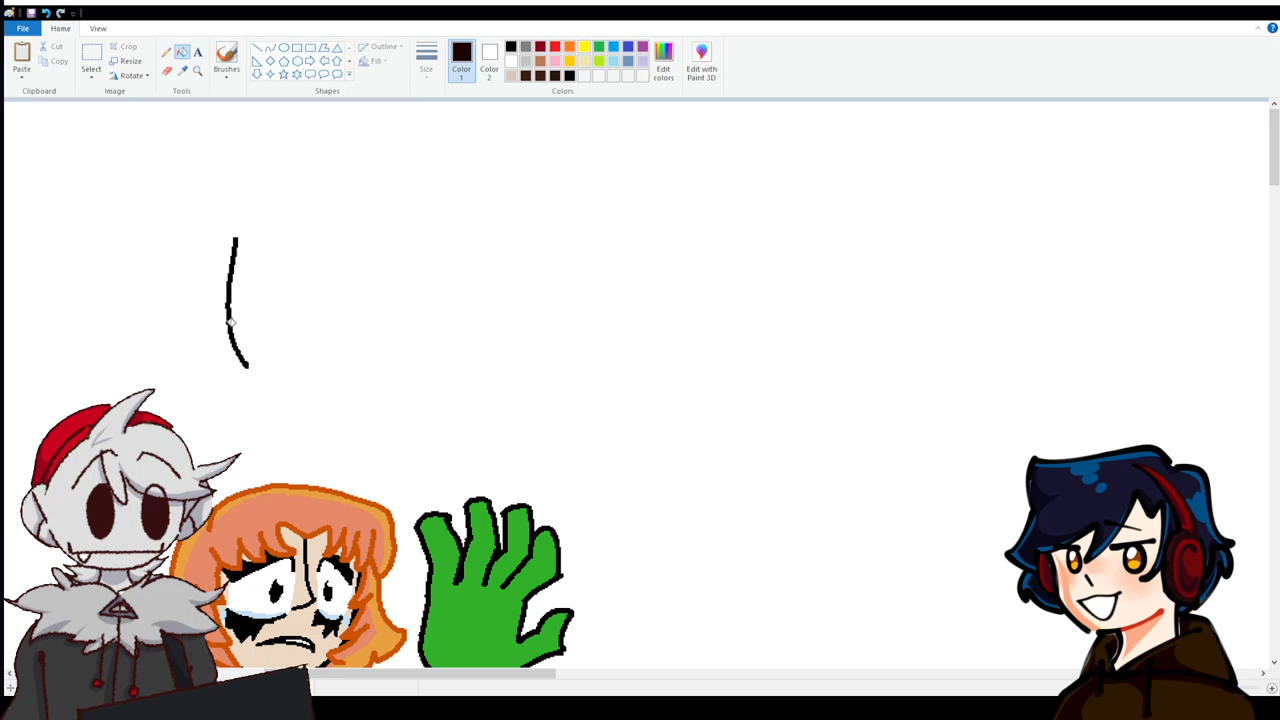 File Home View
Paste Cut Copy Clipboard
Select Crop Resize Rotate Image
A Tools
Brushes
Outline Fill Shapes
Size
Color 1 Color 2 Edit colors Colors
Edit with Paint 3D